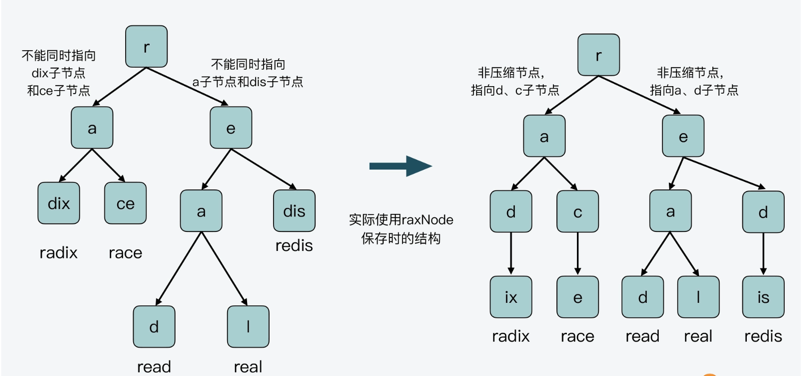 r
不能同时指向
dix子节点
和ce子节点
不能同时指向
a子节点和dis子节点
a
e
dix
ce
a
dis
radix
race
redis
d
l
read
real
实际使用raxNode
保存时的结构
r
非压缩节点，
指向d、c子节点
非压缩节点，
指向a、d子节点
a
e
d
c
a
d
ix
e
d
l
is
radix
race
read
real
redis